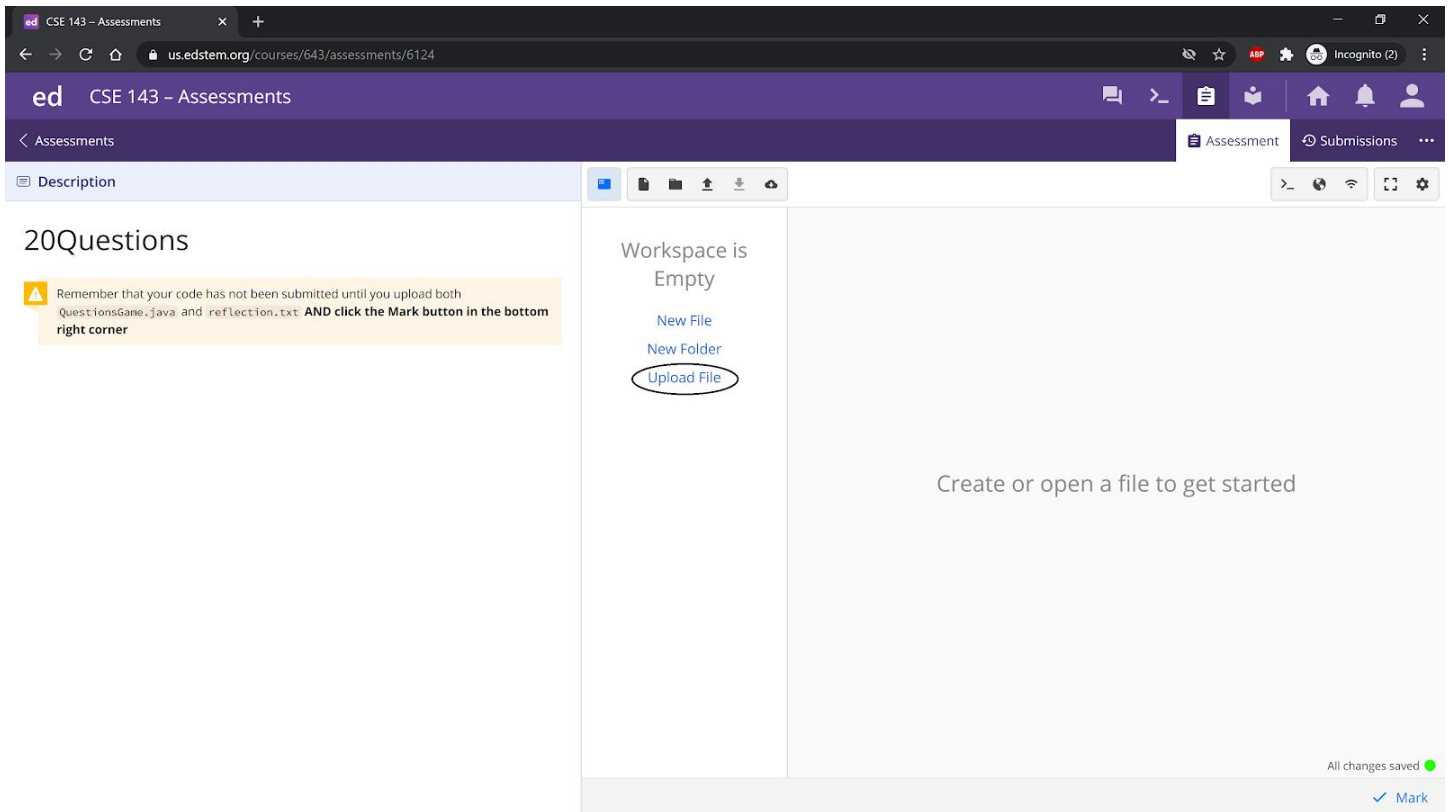 ed CSE 143 – Assessments
us.edstem.org/courses/643/assessments/6124
ABP
Incognito (2)
ed CSE 143 – Assessments
Assessments
Assessment
Submissions
Description
20Questions
Remember that your code has not been submitted until you upload both
QuestionsGame.java and reflection.txt AND click the Mark button in the bottom
right corner
Workspace is
Empty
New File
New Folder
Upload File
Create or open a file to get started
All changes saved
Mark